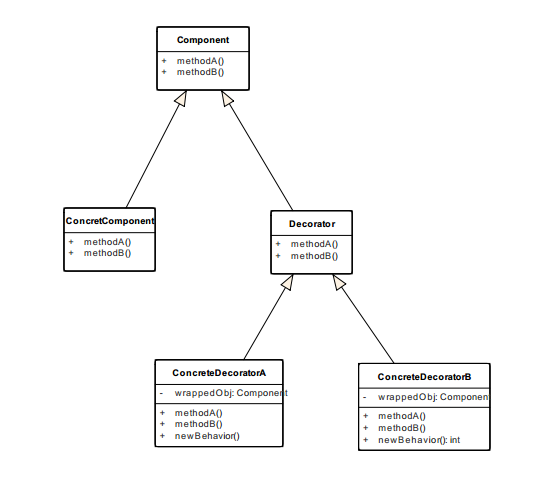 Component
+ methodA()
+ methodB()
ConcretComponent
+ methodA()
+ methodB()
Decorator
+ methodA()
+ methodB()
ConcreteDecoratorA
- wrappedObj: Component
+ methodA()
+ methodB()
+ newBehavior()
ConcreteDecoratorB
- wrappedObj: Component
+ methodA()
+ methodB()
+ newBehavior(): int